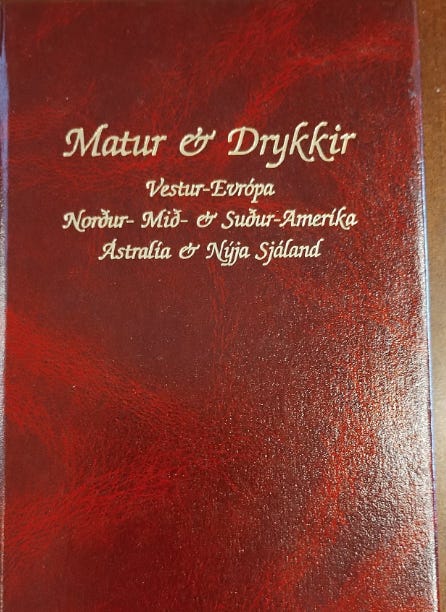 Matur & Drykkir
Vestur-Evrópa
Norður- Mið- & Suður-Ameríka
Ástralía & Nýja Sjáland